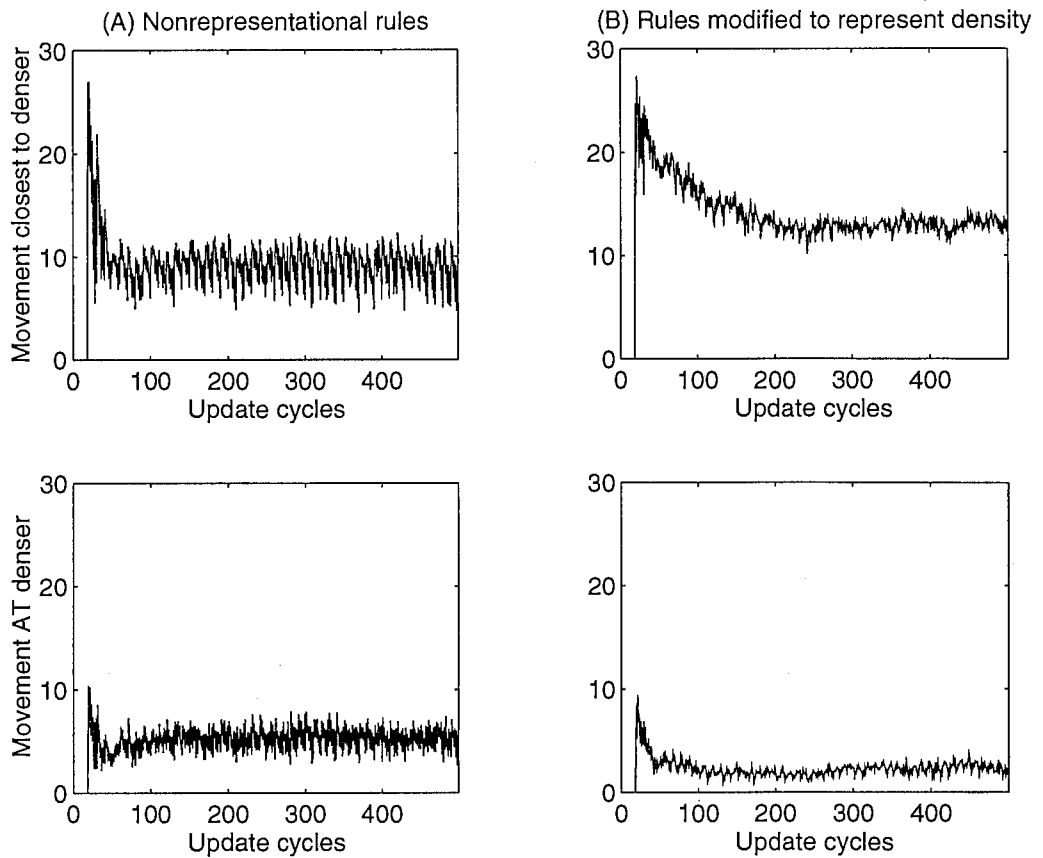 (A) Nonrepresentational rules
Movement closest to denser
30
20
10
0
0 100 200 300 400
Update cycles
(B) Rules modified to represent density
30
20
10
0
0 100 200 300 400
Update cycles
Movement AT denser
30
20
10
0
0 100 200 300 400
Update cycles
30
20
10
0
0 100 200 300 400
Update cycles